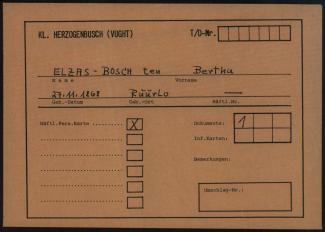 KL. HERZOGENBUSCH (VUGHT) T/D-Nr.
ELZAS - BOSCH ten Bertha
Name Vorname
27.11.1868 Rüürlo —
Geb.-Datum Geb.-Ort Häftl.Nr.
Häftl.Pers.Karte X Dokumente: 1
Inf.Karten:
Bemerkungen:
Umschlag-Nr.: